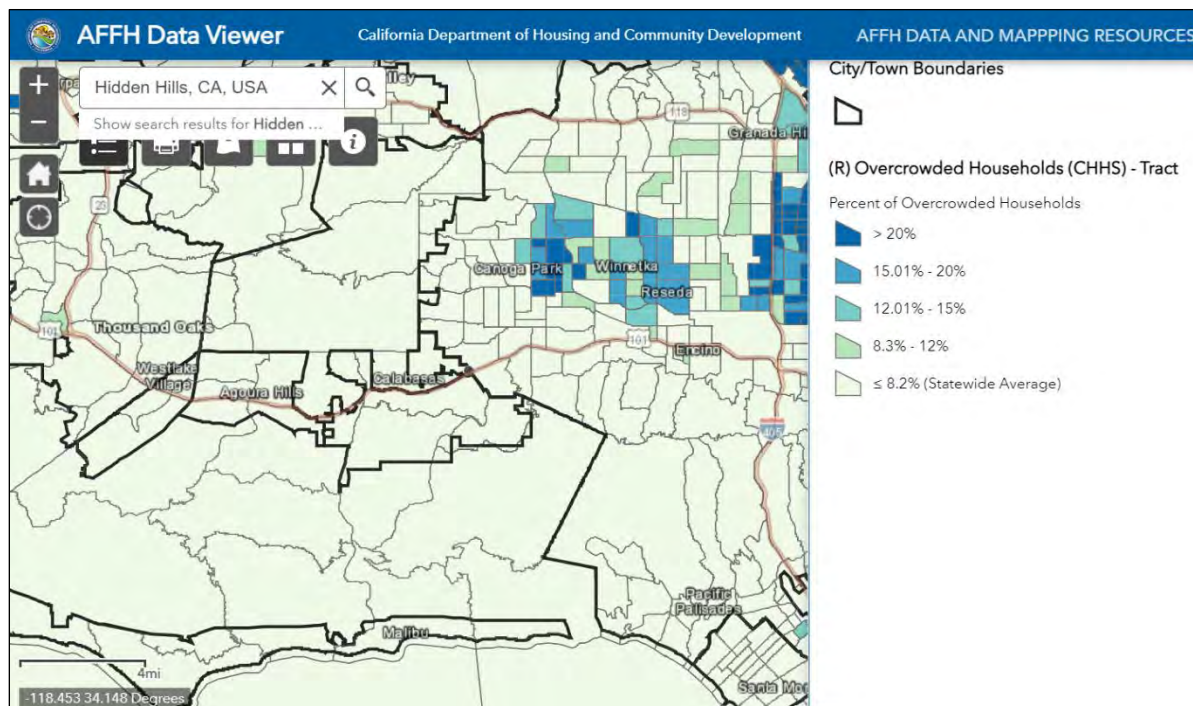 AFFH Data Viewer
California Department of Housing and Community Development
AFFH DATA AND MAPPPING RESOURCES
+
−
Hidden Hills, CA, USA
Show search results for Hidden ...
City/Town Boundaries
(R) Overcrowded Households (CHHS) - Tract
Percent of Overcrowded Households
> 20%
15.01% - 20%
12.01% - 15%
8.3% - 12%
≤ 8.2% (Statewide Average)
118
Granada Hi
23
Canoga Park
Winnetka
Reseda
101
Thousand Oaks
101
Encino
Westlake
Village
Calabasas
Agoura Hills
405
Pacific
Palisades
Malibu
4mi
Santa Mon
-118.453 34.148 Degrees